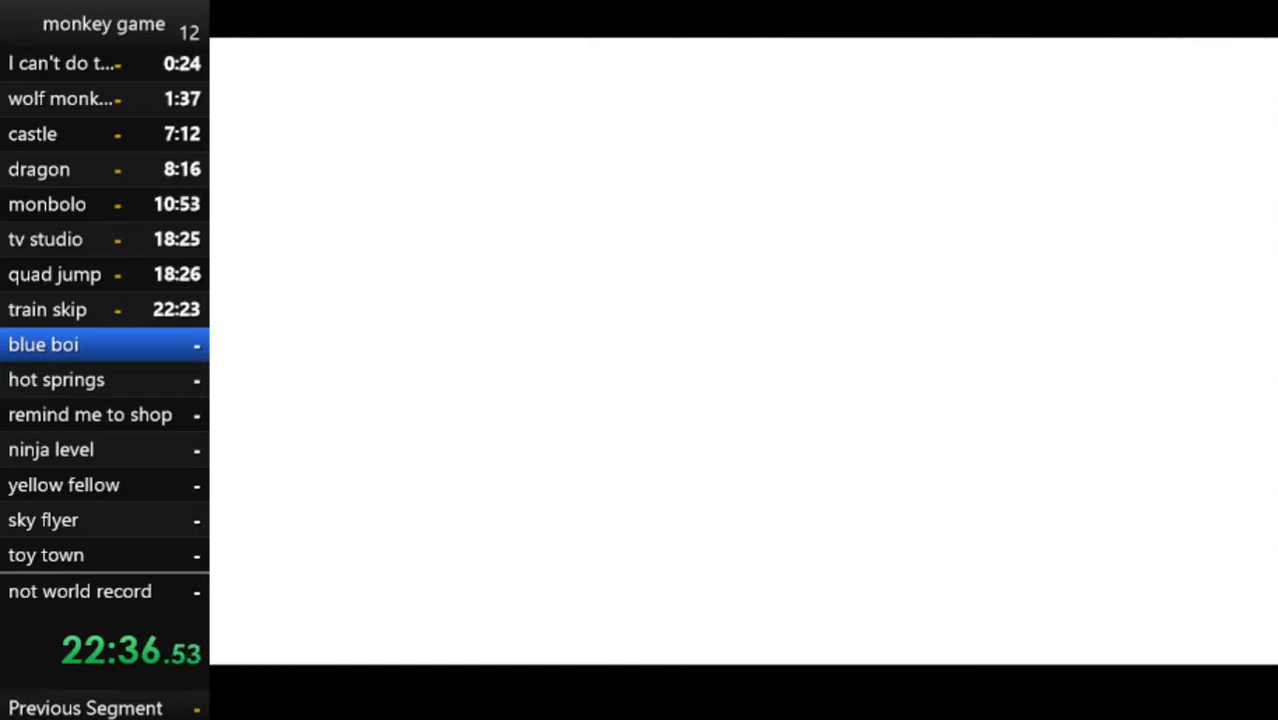 monkey game 12
I can't do t... - 0:24
wolf monk... - 1:37
castle - 7:12
dragon - 8:16
monbolo - 10:53
tv studio - 18:25
quad jump - 18:26
train skip - 22:23
blue boi -
hot springs -
remind me to shop -
ninja level -
yellow fellow -
sky flyer -
toy town -
not world record -
22:36.53
Previous Segment -